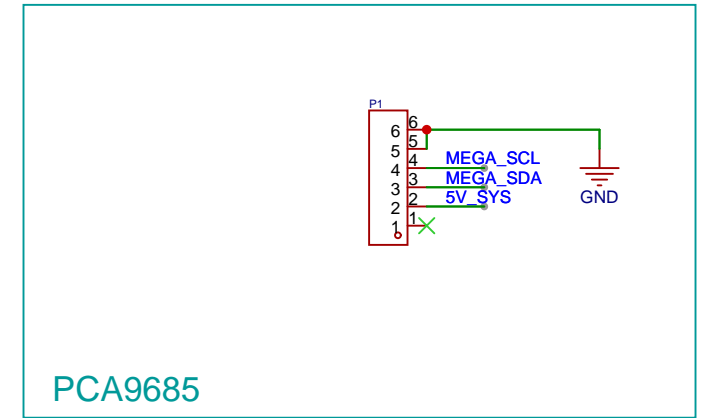 P1
6 6
5 5
4 4 MEGA_SCL
3 3 MEGA_SDA
2 2 5V_SYS
1 1
GND
PCA9685